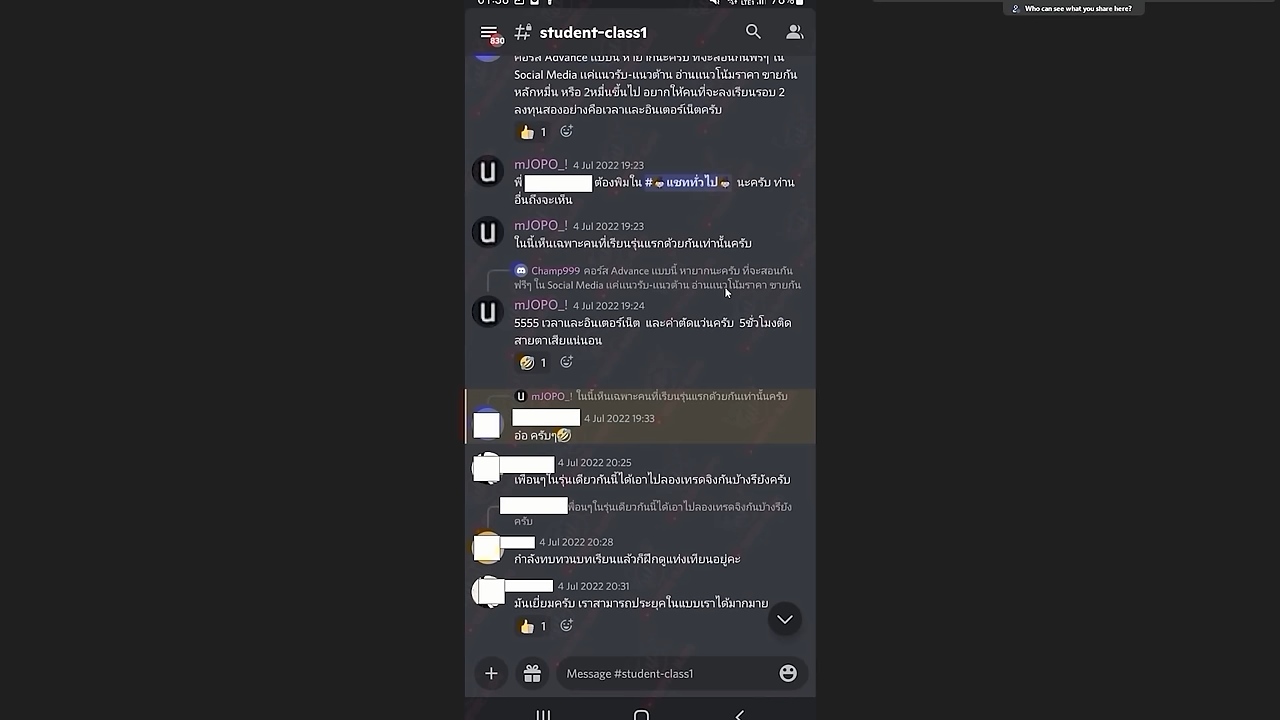 Who can see what you share here?
830
# student-class1
คอร์ส Advance แบบนี้ หายากนะครับ ที่จะสอนกันฟรีๆ ใน
Social Media แค่แนวรับ-แนวต้าน อ่านแนวโน้มราคา ขายกัน
หลักหมื่น หรือ 2หมื่นขึ้นไป อยากให้คนที่จะลงเรียนรอบ 2
ลงทุนสองอย่างคือเวลาและอินเตอร์เน็ตครับ
👍 1
mJOPO_! 4 Jul 2022 19:23
พี่ ต้องพิมใน #แชททั่วไป นะครับ ท่าน
อื่นถึงจะเห็น
mJOPO_! 4 Jul 2022 19:23
ในนี้เห็นเฉพาะคนที่เรียนรุ่นแรกด้วยกันเท่านั้นครับ
Champ999 คอร์ส Advance แบบนี้ หายากนะครับ ที่จะสอนกัน
ฟรีๆ ใน Social Media แค่แนวรับ-แนวต้าน อ่านแนวโน้มราคา ขายกัน
mJOPO_! 4 Jul 2022 19:24
5555 เวลาและอินเตอร์เน็ต และค่าตัดแว่นครับ 5ชั่วโมงติด
สายตาเสียแน่นอน
🤣 1
mJOPO_! ในนี้เห็นเฉพาะคนที่เรียนรุ่นแรกด้วยกันเท่านั้นครับ
4 Jul 2022 19:33
อ๋อ ครับๆ🤣
4 Jul 2022 20:25
เพื่อนๆในรุ่นเดียวกันนี้ได้เอาไปลองเทรดจิงกันบ้างรึยังครับ
พื่อนๆในรุ่นเดียวกันนี้ได้เอาไปลองเทรดจิงกันบ้างรึยัง
ครับ
4 Jul 2022 20:28
กำลังทบทวนบทเรียนแล้วก็ฝึกดูแท่งเทียนอยู่คะ
4 Jul 2022 20:31
มันเยี่ยมครับ เราสามารถประยุคในแบบเราได้มากมาย
👍 1
Message #student-class1